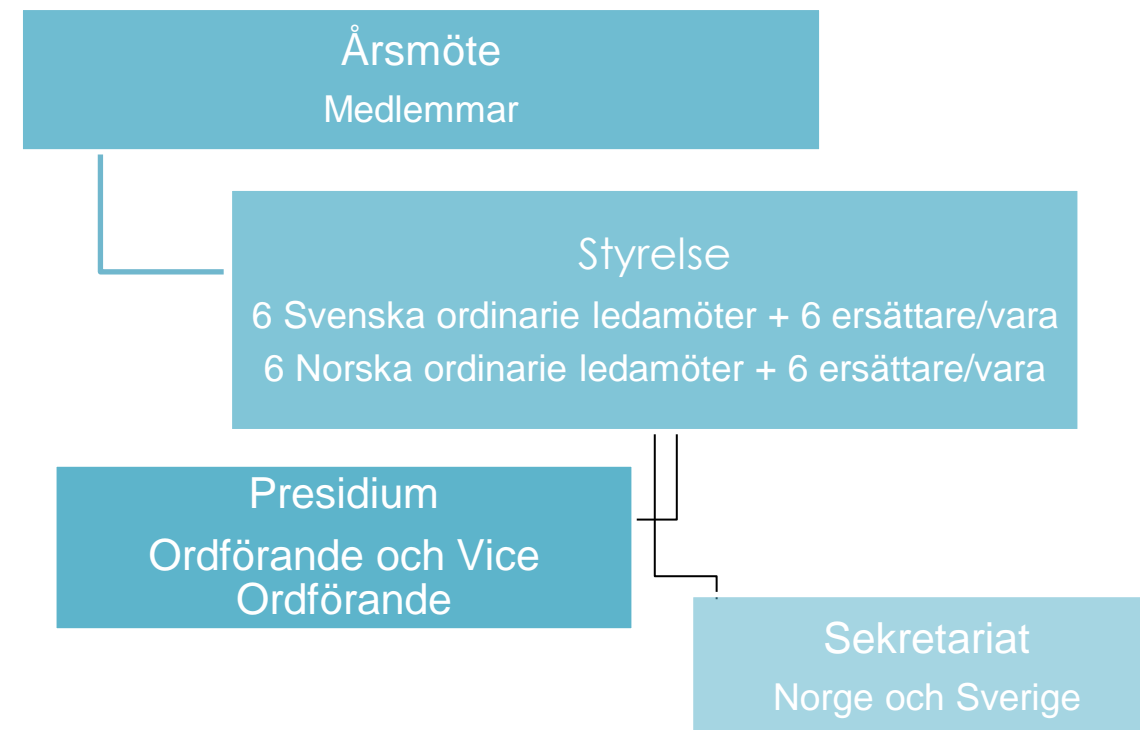 Årsmöte
Medlemmar
Styrelse
6 Svenska ordinarie ledamöter + 6 ersättare/vara
6 Norska ordinarie ledamöter + 6 ersättare/vara
Presidium
Ordförande och Vice
Ordförande
Sekretariat
Norge och Sverige